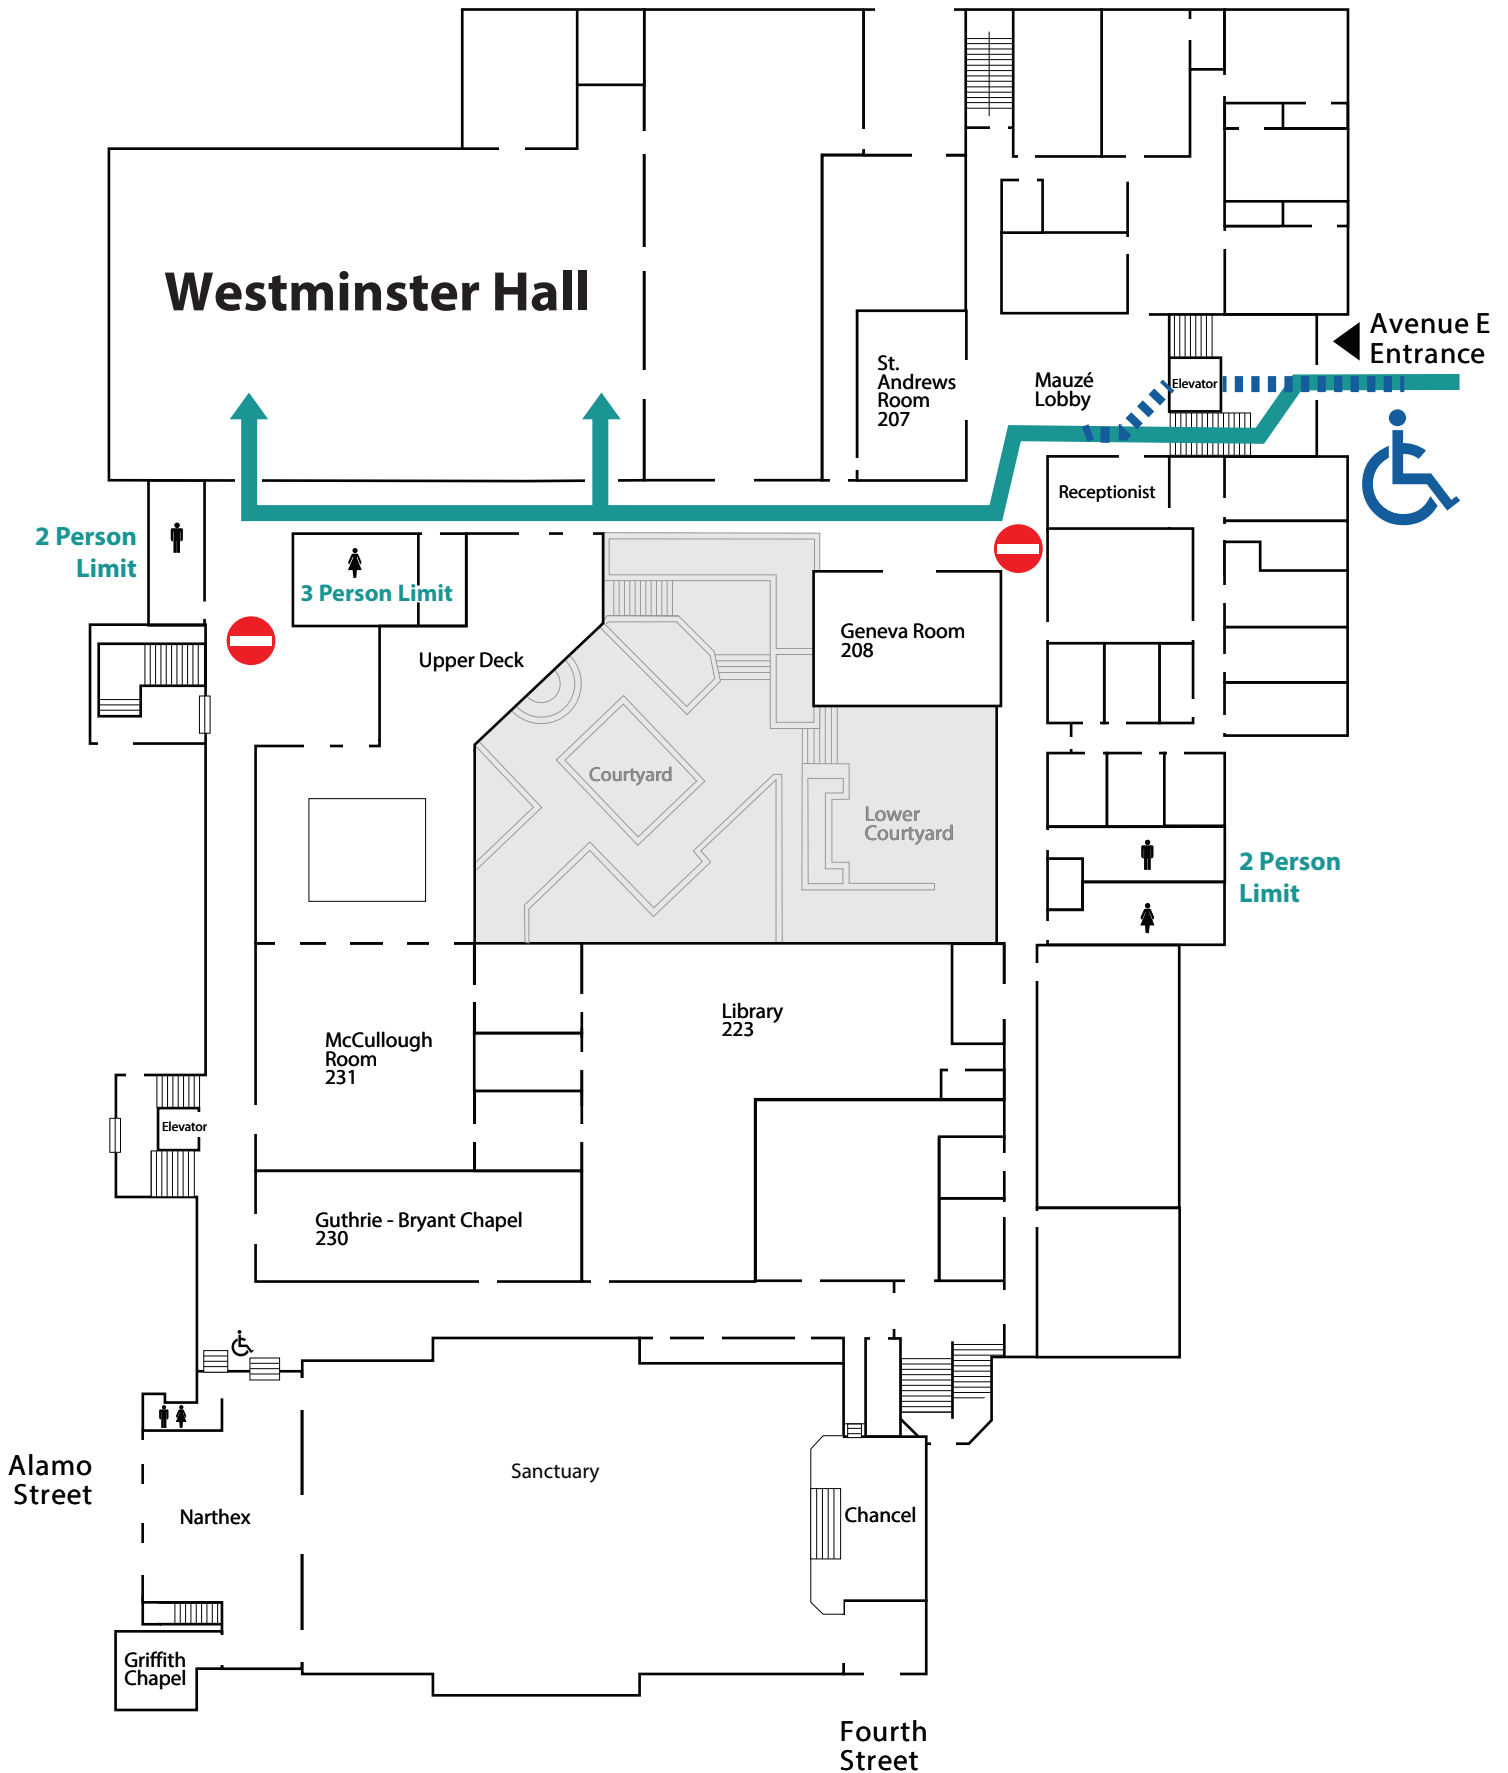 Westminster Hall
Avenue E
Entrance
St.
Andrews
Room
207
Mauzé
Lobby
Elevator
Receptionist
2 Person
Limit
3 Person Limit
Upper Deck
Geneva Room
208
Courtyard
Lower
Courtyard
2 Person
Limit
Library
223
McCullough
Room
231
Elevator
Guthrie - Bryant Chapel
230
Alamo
Street
Sanctuary
Narthex
Chancel
Griffith
Chapel
Fourth
Street